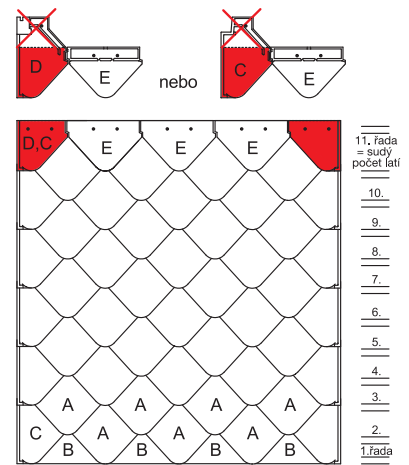 D
E
nebo
C
E
D,C
E
E
E
11. řada
= sudý
počet latí
10.
9.
8.
7.
6.
5.
4.
A A A A
3.
C A A A
2.
B B B B
1.řada